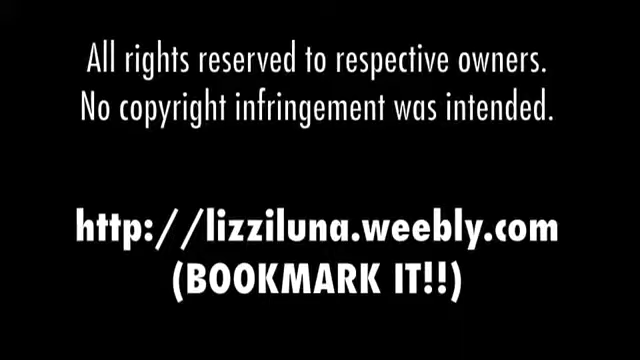 All rights reserved to respective owners.
No copyright infringement was intended.
http://lizziluna.weebly.com
(BOOKMARK IT!!)